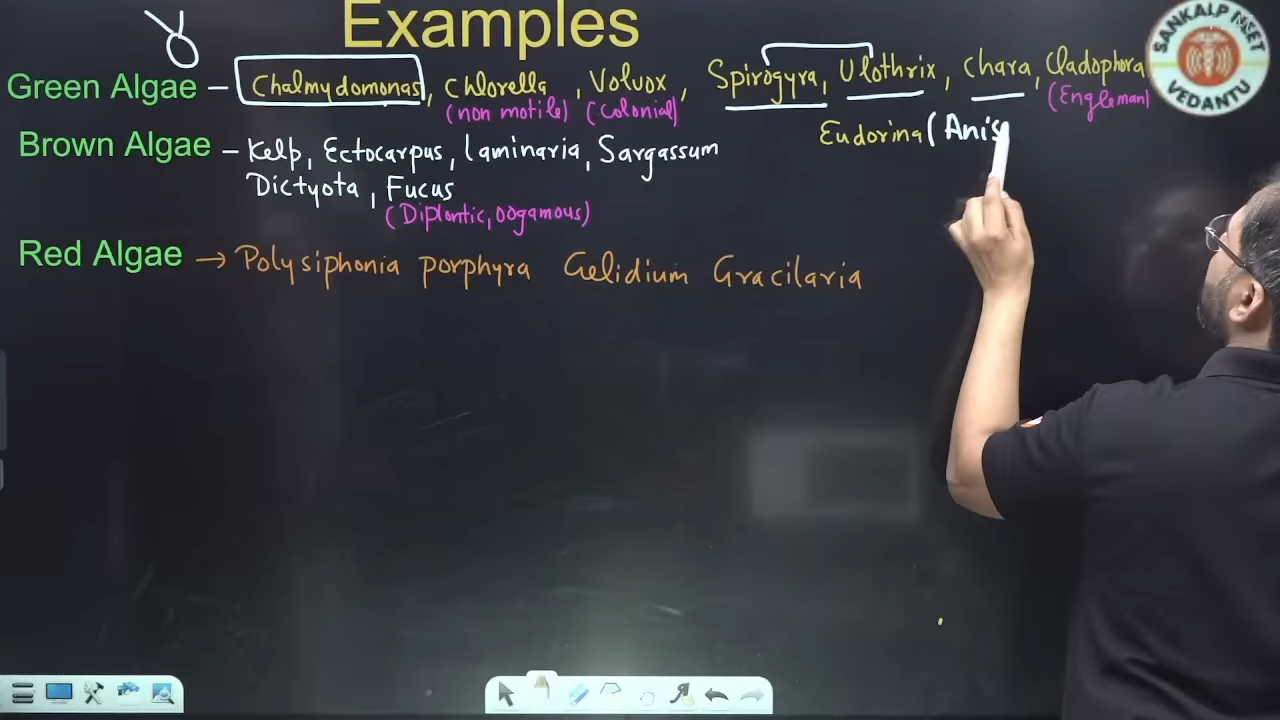 Examples
Green Algae – Chalmydomonas, Chlorella, Volvox, Spirogyra, Ulothrix, Chara, Cladophora
(non motile) (Colonial) (Engleman)
Eudorina (Anis
Brown Algae – Kelp, Ectocarpus, laminaria, Sargassum
Dictyota, Fucus
(Diplontic, oogamous)
Red Algae → Polysiphonia porphyra Gelidium Gracilaria
SANKALP NEET
VEDANTU